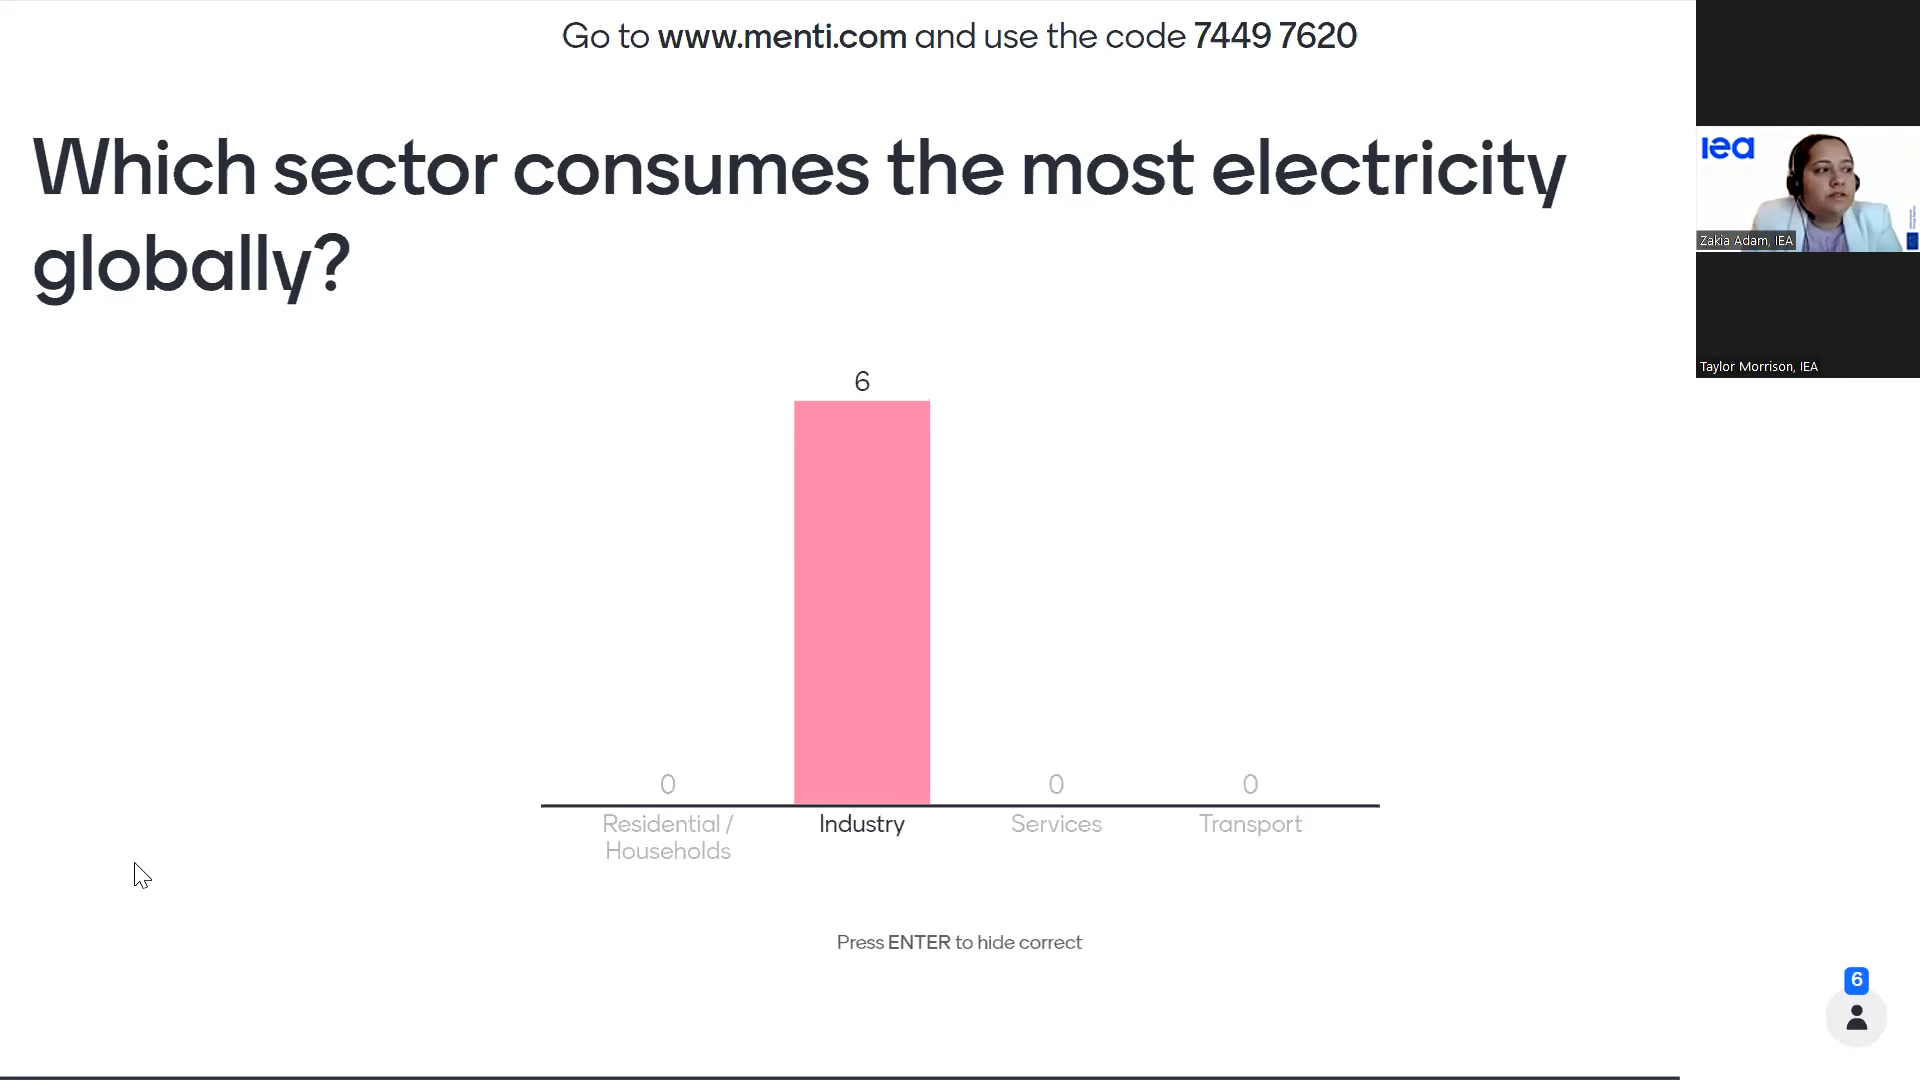 Go to www.menti.com and use the code 7449 7620
Which sector consumes the most electricity
globally?
iea
Zakia Adam, IEA
Taylor Morrison, IEA
6
0
0
0
Residential /
Households
Industry
Services
Transport
Press ENTER to hide correct
6